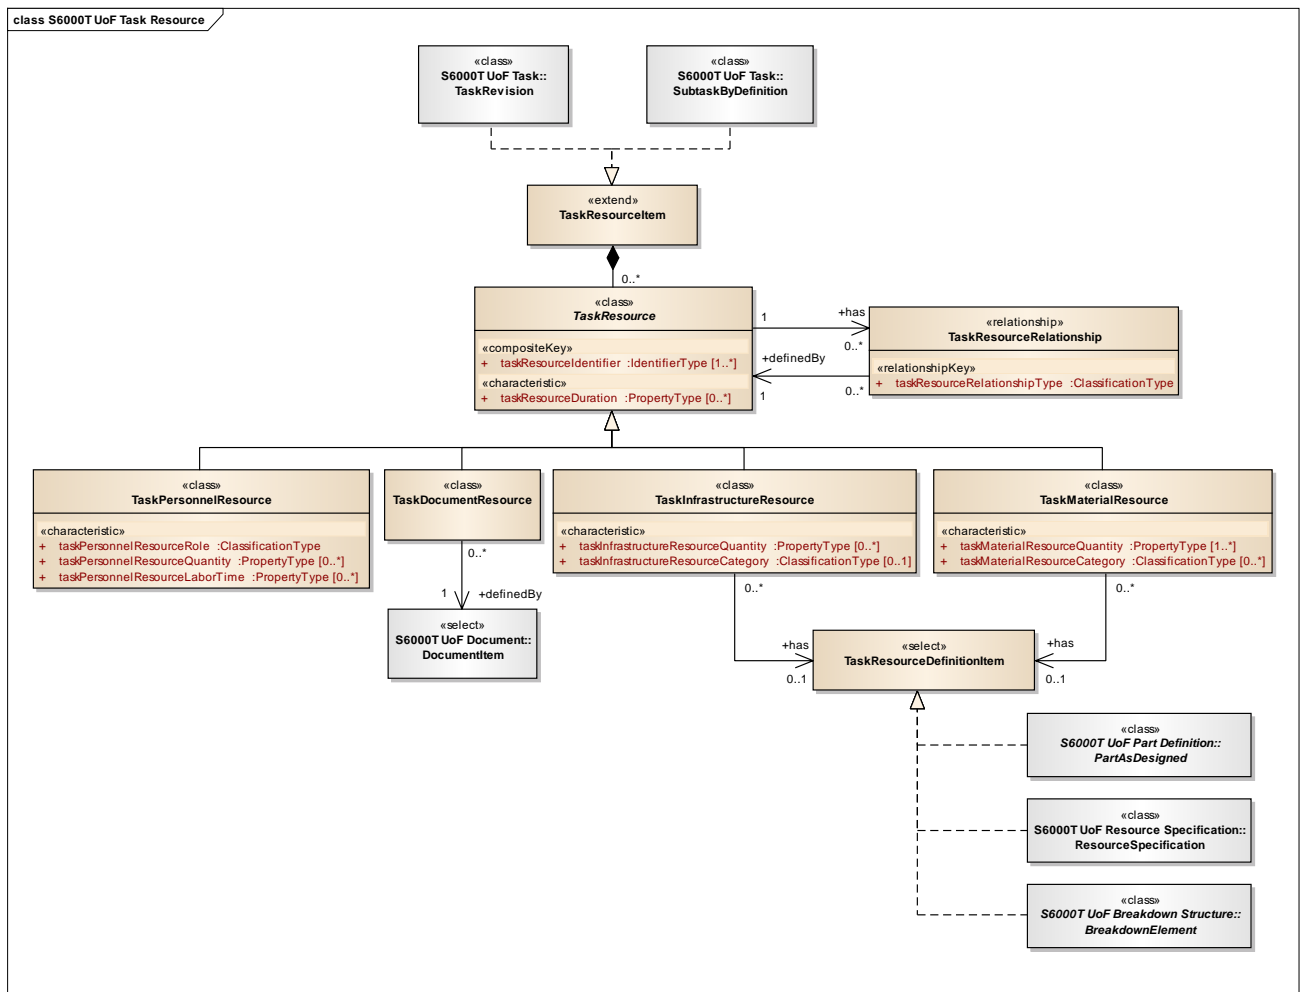 class S6000T UoF Task Resource
«class»
S6000T UoF Task::
TaskRevision
«class»
S6000T UoF Task::
SubtaskByDefinition
«extend»
TaskResourceItem
0..*
«class»
TaskResource
«compositeKey»
+ taskResourceIdentifier :IdentifierType [1..*]
«characteristic»
+ taskResourceDuration :PropertyType [0..*]
1
+has
0..*
+definedBy
1
0..*
«relationship»
TaskResourceRelationship
«relationshipKey»
+ taskResourceRelationshipType :ClassificationType
«class»
TaskPersonnelResource
«characteristic»
+ taskPersonnelResourceRole :ClassificationType
+ taskPersonnelResourceQuantity :PropertyType [0..*]
+ taskPersonnelResourceLaborTime :PropertyType [0..*]
«class»
TaskDocumentResource
0..*
1
+definedBy
«select»
S6000T UoF Document::
DocumentItem
«class»
TaskInfrastructureResource
«characteristic»
+ taskInfrastructureResourceQuantity :PropertyType [0..*]
+ taskInfrastructureResourceCategory :ClassificationType [0..1]
0..*
+has
0..1
«class»
TaskMaterialResource
«characteristic»
+ taskMaterialResourceQuantity :PropertyType [1..*]
+ taskMaterialResourceCategory :ClassificationType [0..*]
0..*
+has
0..1
«select»
TaskResourceDefinitionItem
«class»
S6000T UoF Part Definition::
PartAsDesigned
«class»
S6000T UoF Resource Specification::
ResourceSpecification
«class»
S6000T UoF Breakdown Structure::
BreakdownElement